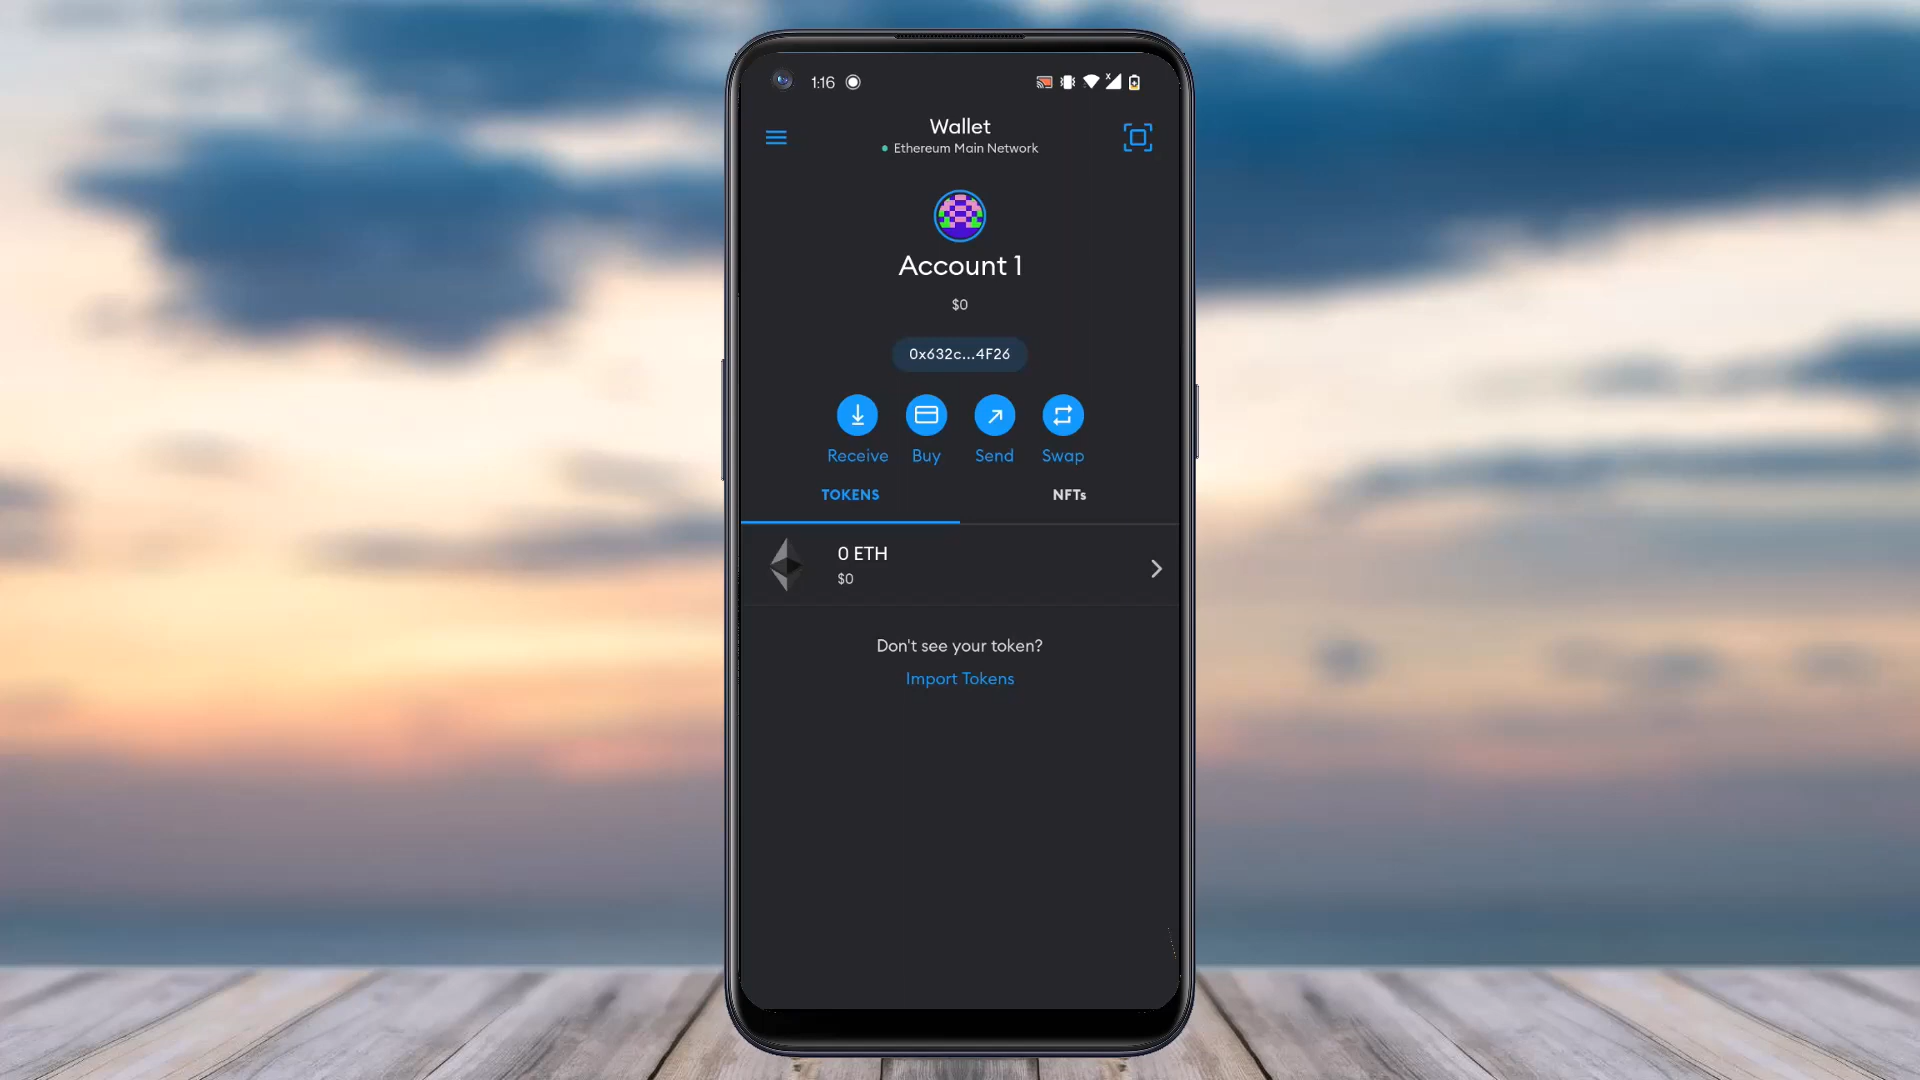 1:16
Wallet
Ethereum Main Network
Account 1
$0
0x632c...4F26
Receive Buy Send Swap
TOKENS NFTs
0 ETH
$0
Don't see your token?
Import Tokens